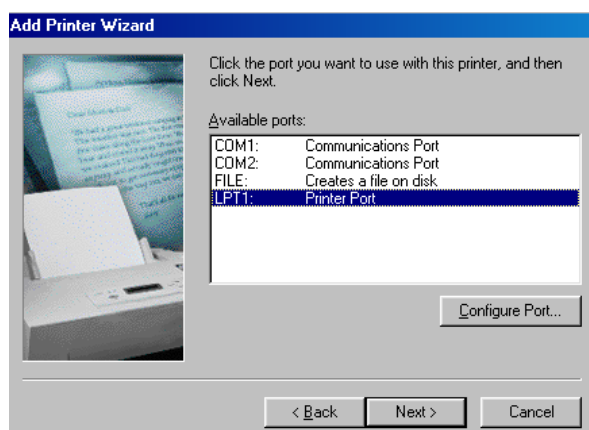 Add Printer Wizard
Click the port you want to use with this printer, and then
click Next.
Available ports:
COM1: Communications Port
COM2: Communications Port
FILE: Creates a file on disk
LPT1: Printer Port
Configure Port...
< Back
Next >
Cancel